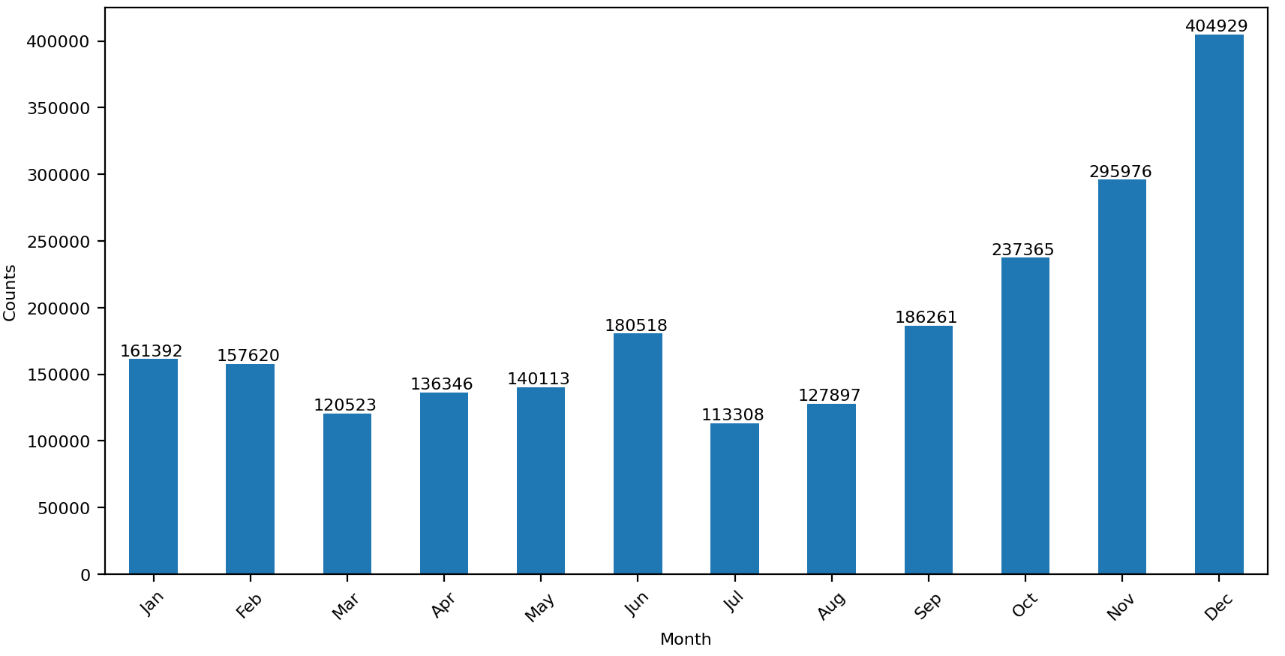 404929
400000
350000
300000
295976
250000
237365
Counts
200000
186261
180518
161392
157620
150000
140113
136346
127897
120523
113308
100000
50000
0
Jan
Feb
Mar
Apr
May
Jun
Jul
Aug
Sep
Oct
Nov
Dec
Month